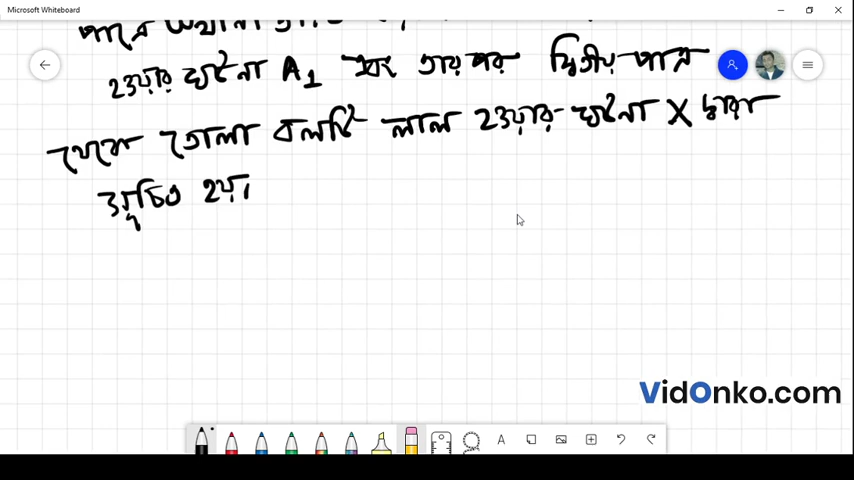 Microsoft Whiteboard
পাত্রে
হওয়ার ঘটনা A₁ এবং তারপর দ্বিতীয় পাত্র
থেকে তোলা বলটি লাল হওয়ার ঘটনা X দ্বারা
সূচিত হয়।
VidOnko.com